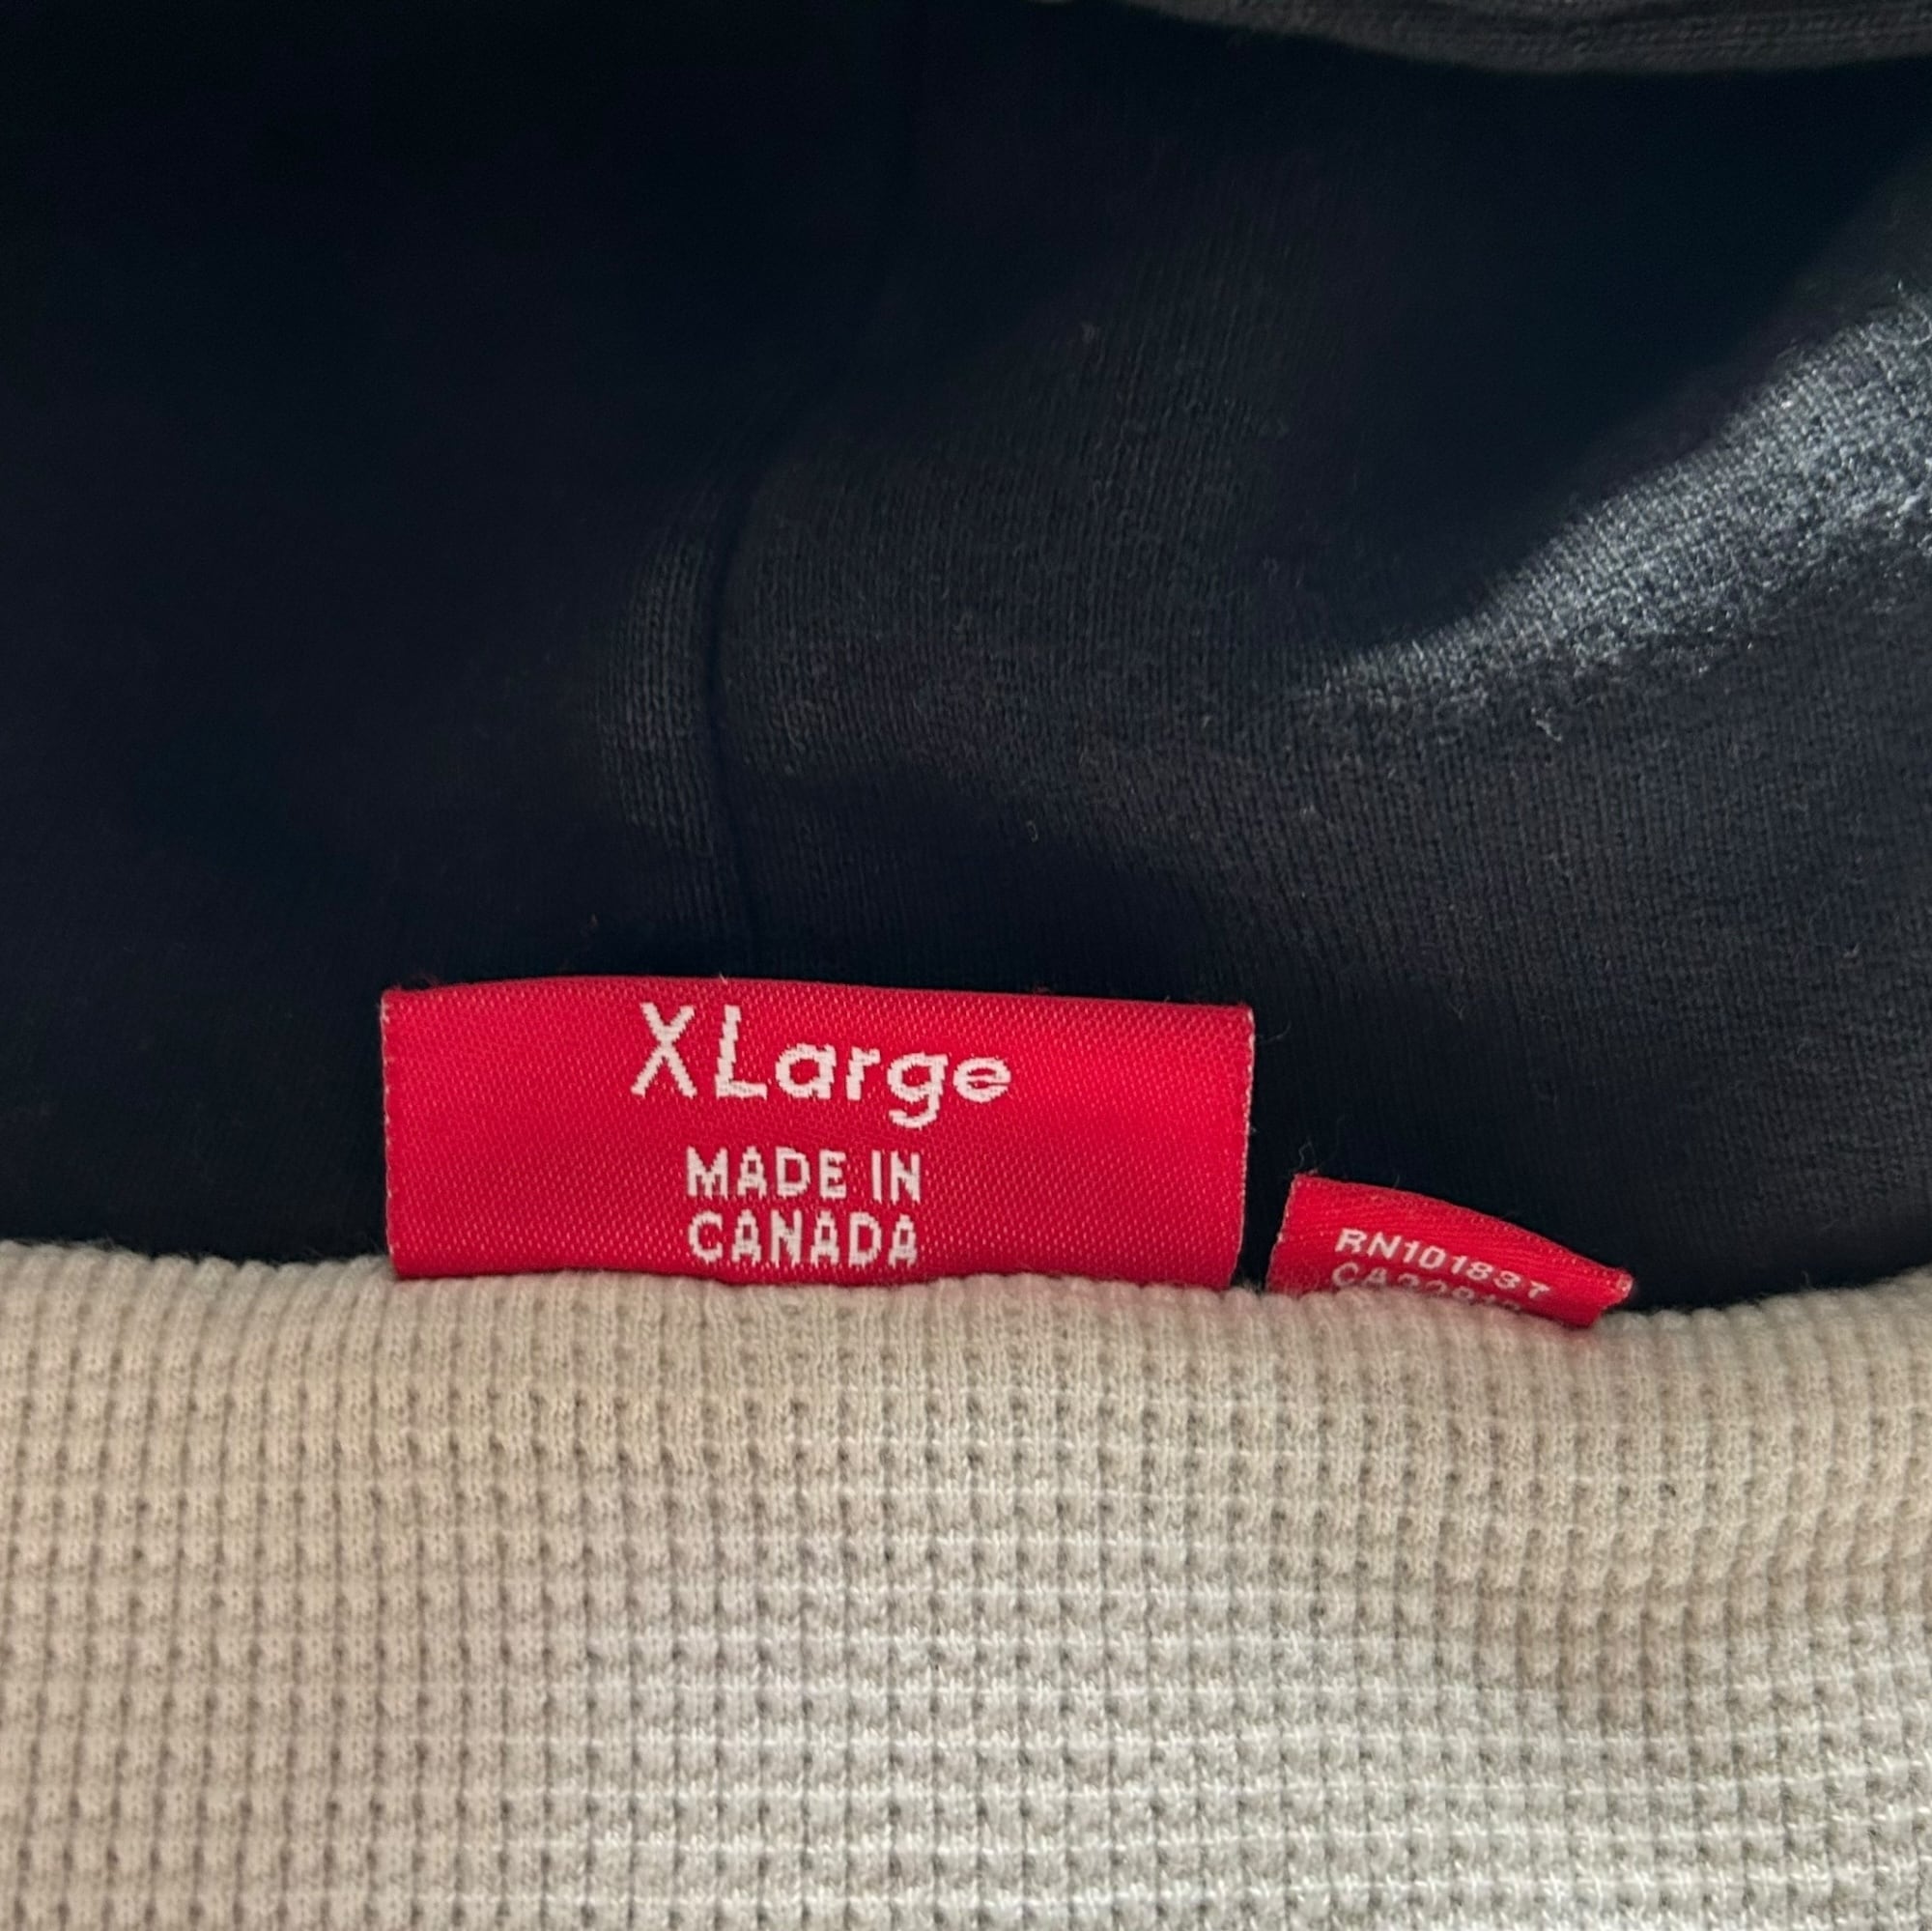 XLarge
MADE IN
CANADA
RN101837